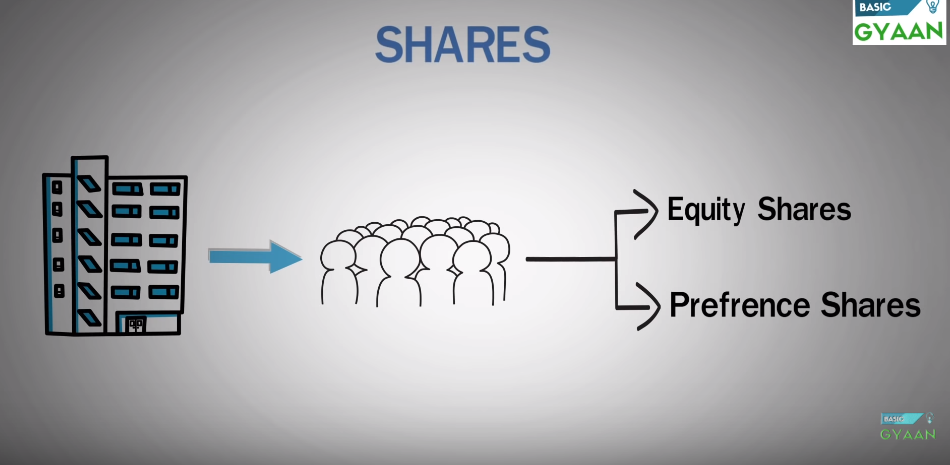 SHARES
BASIC
GYAAN
Equity Shares
Prefrence Shares
BASIC
GYAAN